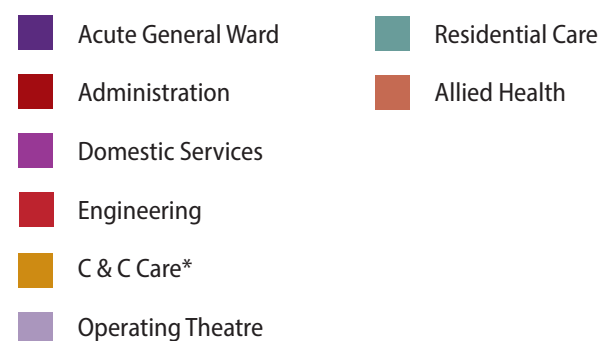 Acute General Ward
Administration
Domestic Services
Engineering
C & C Care*
Operating Theatre
Residential Care
Allied Health